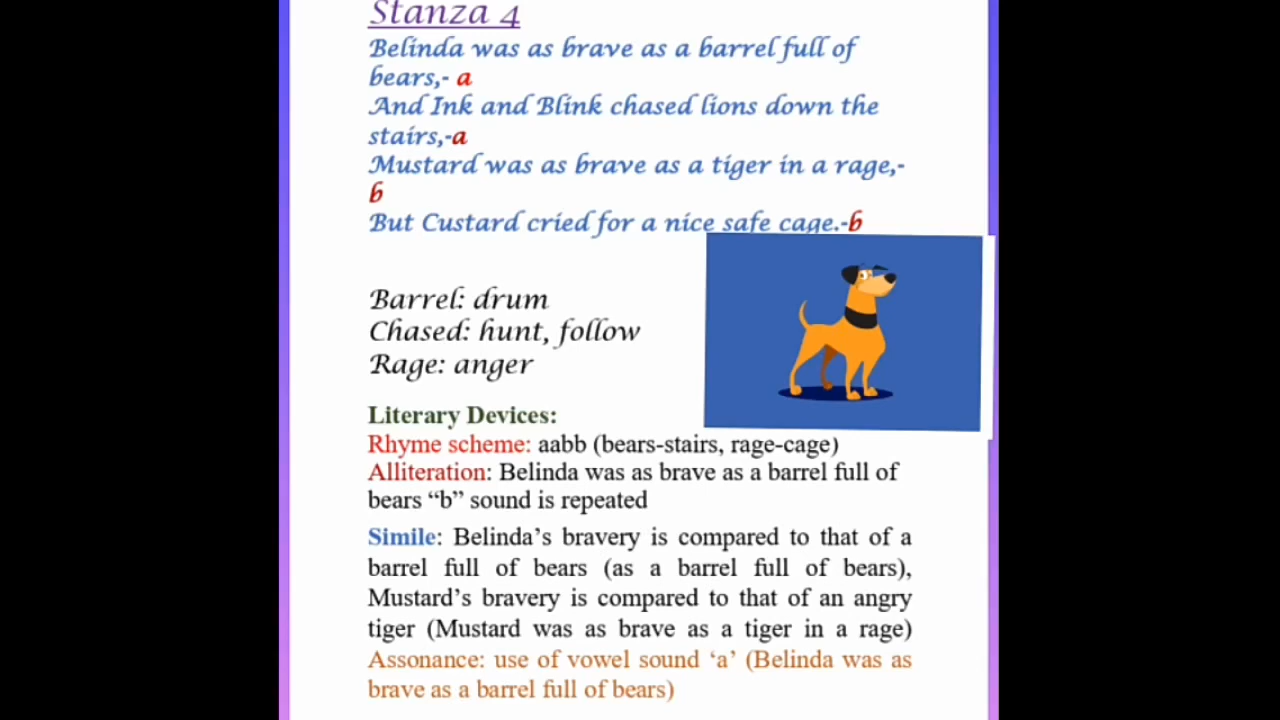 Stanza 4
Belinda was as brave as a barrel full of
bears,- a
And Ink and Blink chased lions down the
stairs,-a
Mustard was as brave as a tiger in a rage,-
b
But Custard cried for a nice safe cage.-b
Barrel: drum
Chased: hunt, follow
Rage: anger
Literary Devices:
Rhyme scheme: aabb (bears-stairs, rage-cage)
Alliteration: Belinda was as brave as a barrel full of
bears “b” sound is repeated
Simile: Belinda’s bravery is compared to that of a
barrel full of bears (as a barrel full of bears),
Mustard’s bravery is compared to that of an angry
tiger (Mustard was as brave as a tiger in a rage)
Assonance: use of vowel sound ‘a’ (Belinda was as
brave as a barrel full of bears)